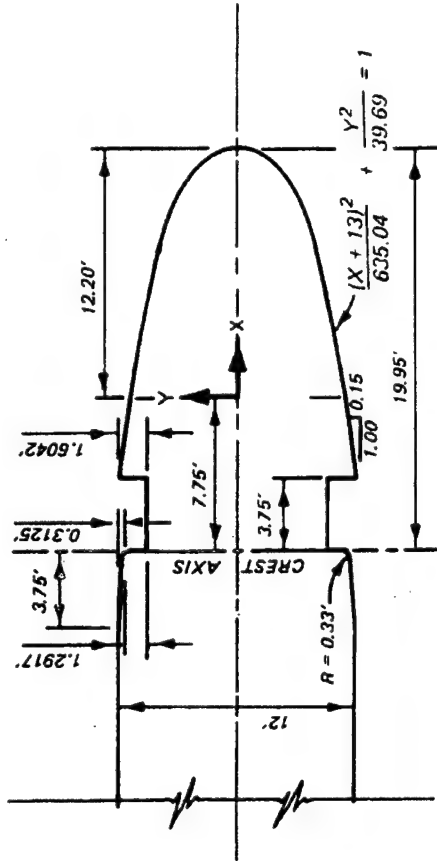 12.20'
1.6042'
0.3125'
3.75'
1.2917'
Y
X
7.75'
3.75'
CREST AXIS
12'
R = 0.33'
0.15
1.00
19.95'
(X + 13)²
635.04
+
Y²
39.69
= 1